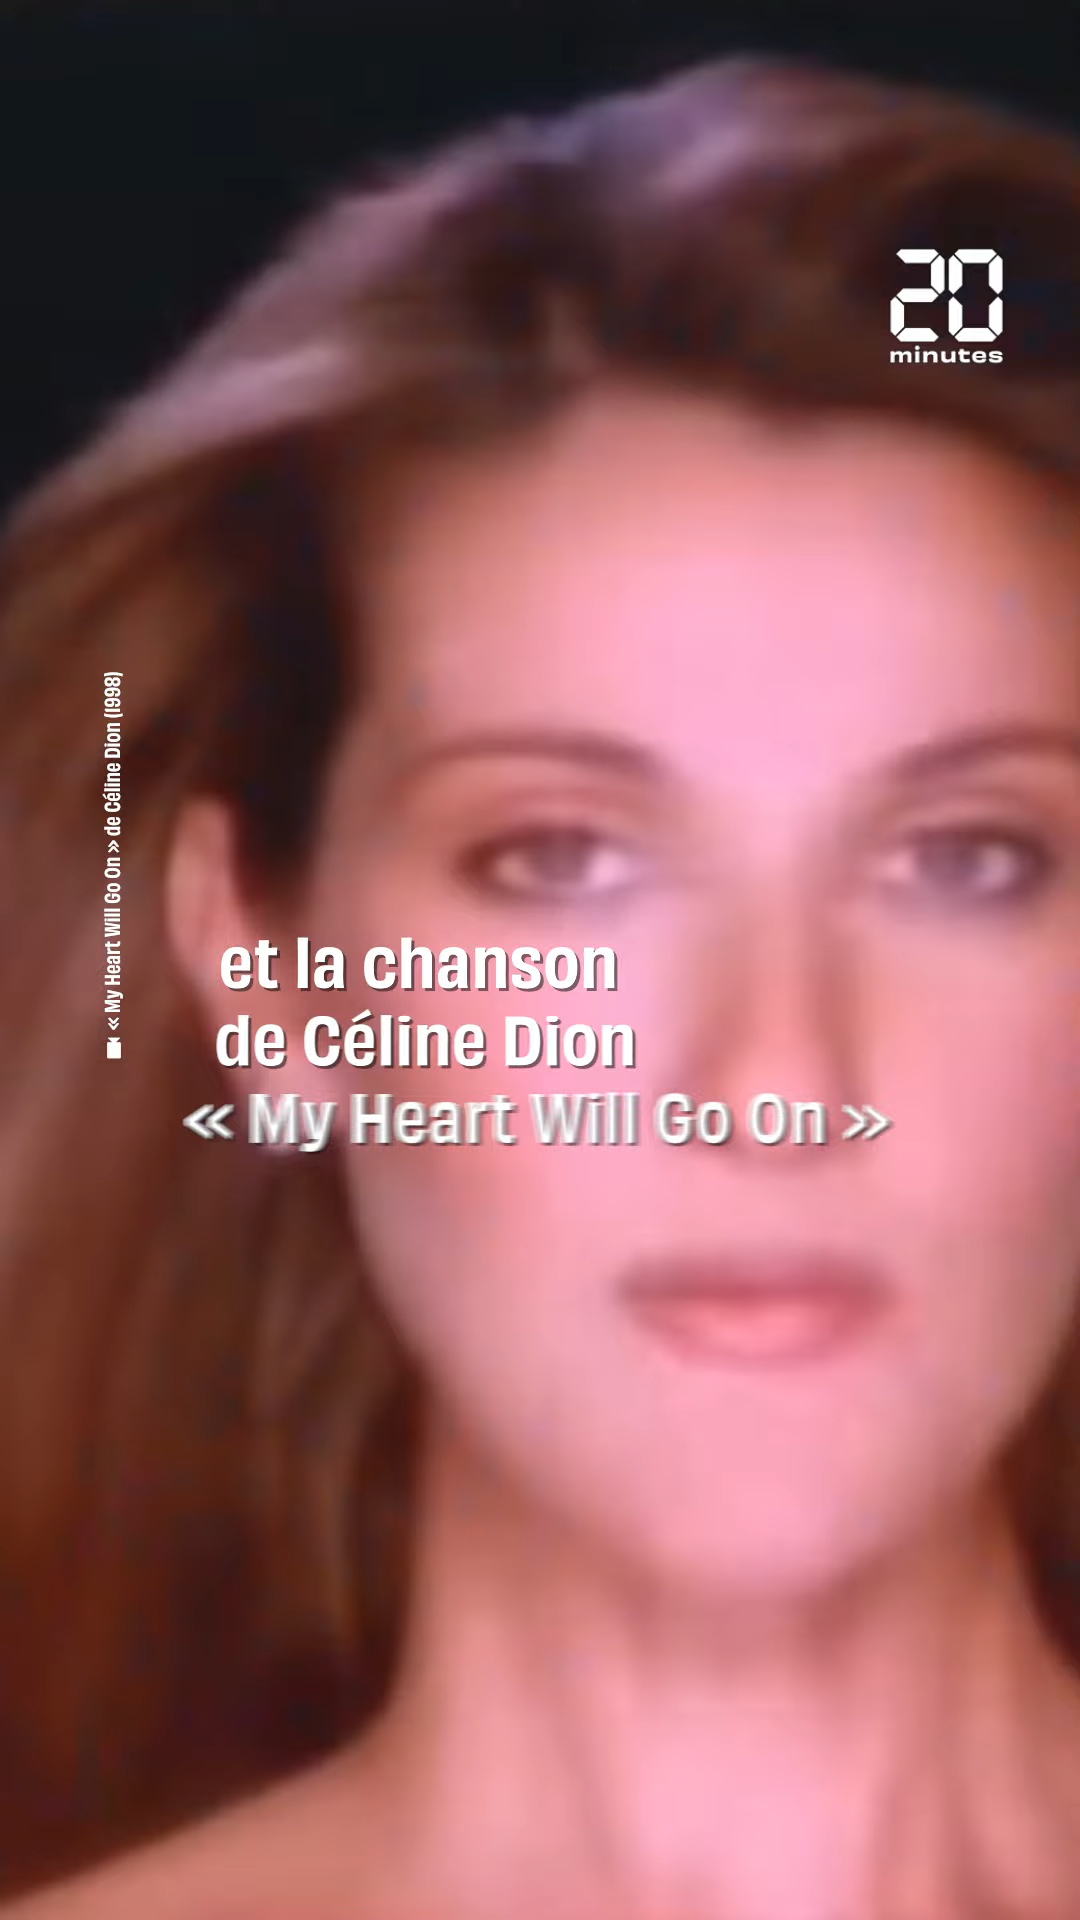 20
minutes
« My Heart Will Go On » de Céline Dion (1998)
et la chanson
de Céline Dion
« My Heart Will Go On »